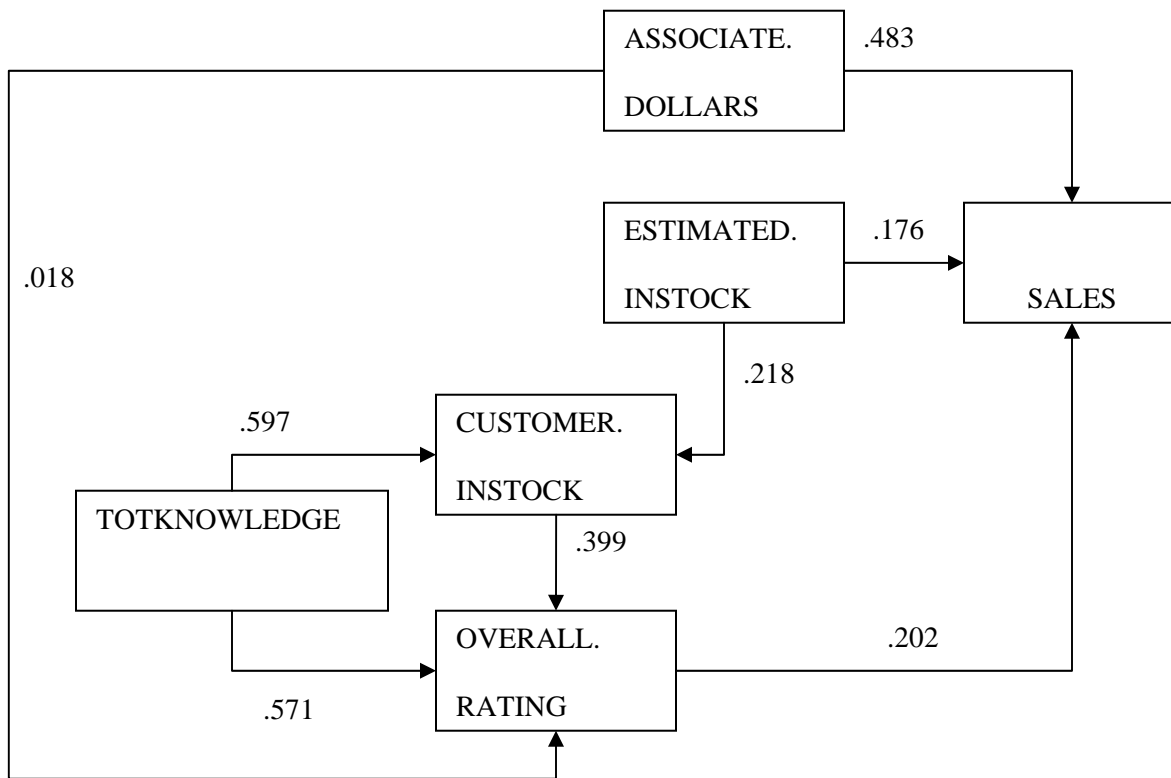 ASSOCIATE.
DOLLARS
.483
ESTIMATED.
INSTOCK
.176
SALES
.018
.218
.597
CUSTOMER.
INSTOCK
TOTKNOWLEDGE
.399
OVERALL.
RATING
.202
.571